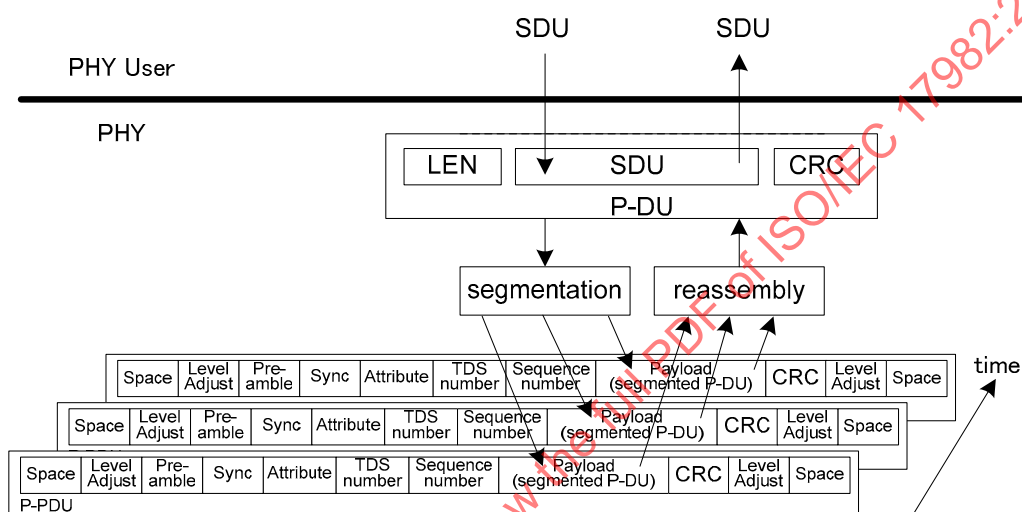 SDU SDU
PHY User
PHY
LEN SDU CRC
P-DU
segmentation reassembly
time
Space Level Adjust Pre-amble Sync Attribute TDS number Sequence number Payload (segmented P-DU) CRC Level Adjust Space
Space Level Adjust Pre-amble Sync Attribute TDS number Sequence number Payload (segmented P-DU) CRC Level Adjust Space
Space Level Adjust Pre-amble Sync Attribute TDS number Sequence number Payload (segmented P-DU) CRC Level Adjust Space
P-PDU
the full PDF of ISO/IEC 17982:2